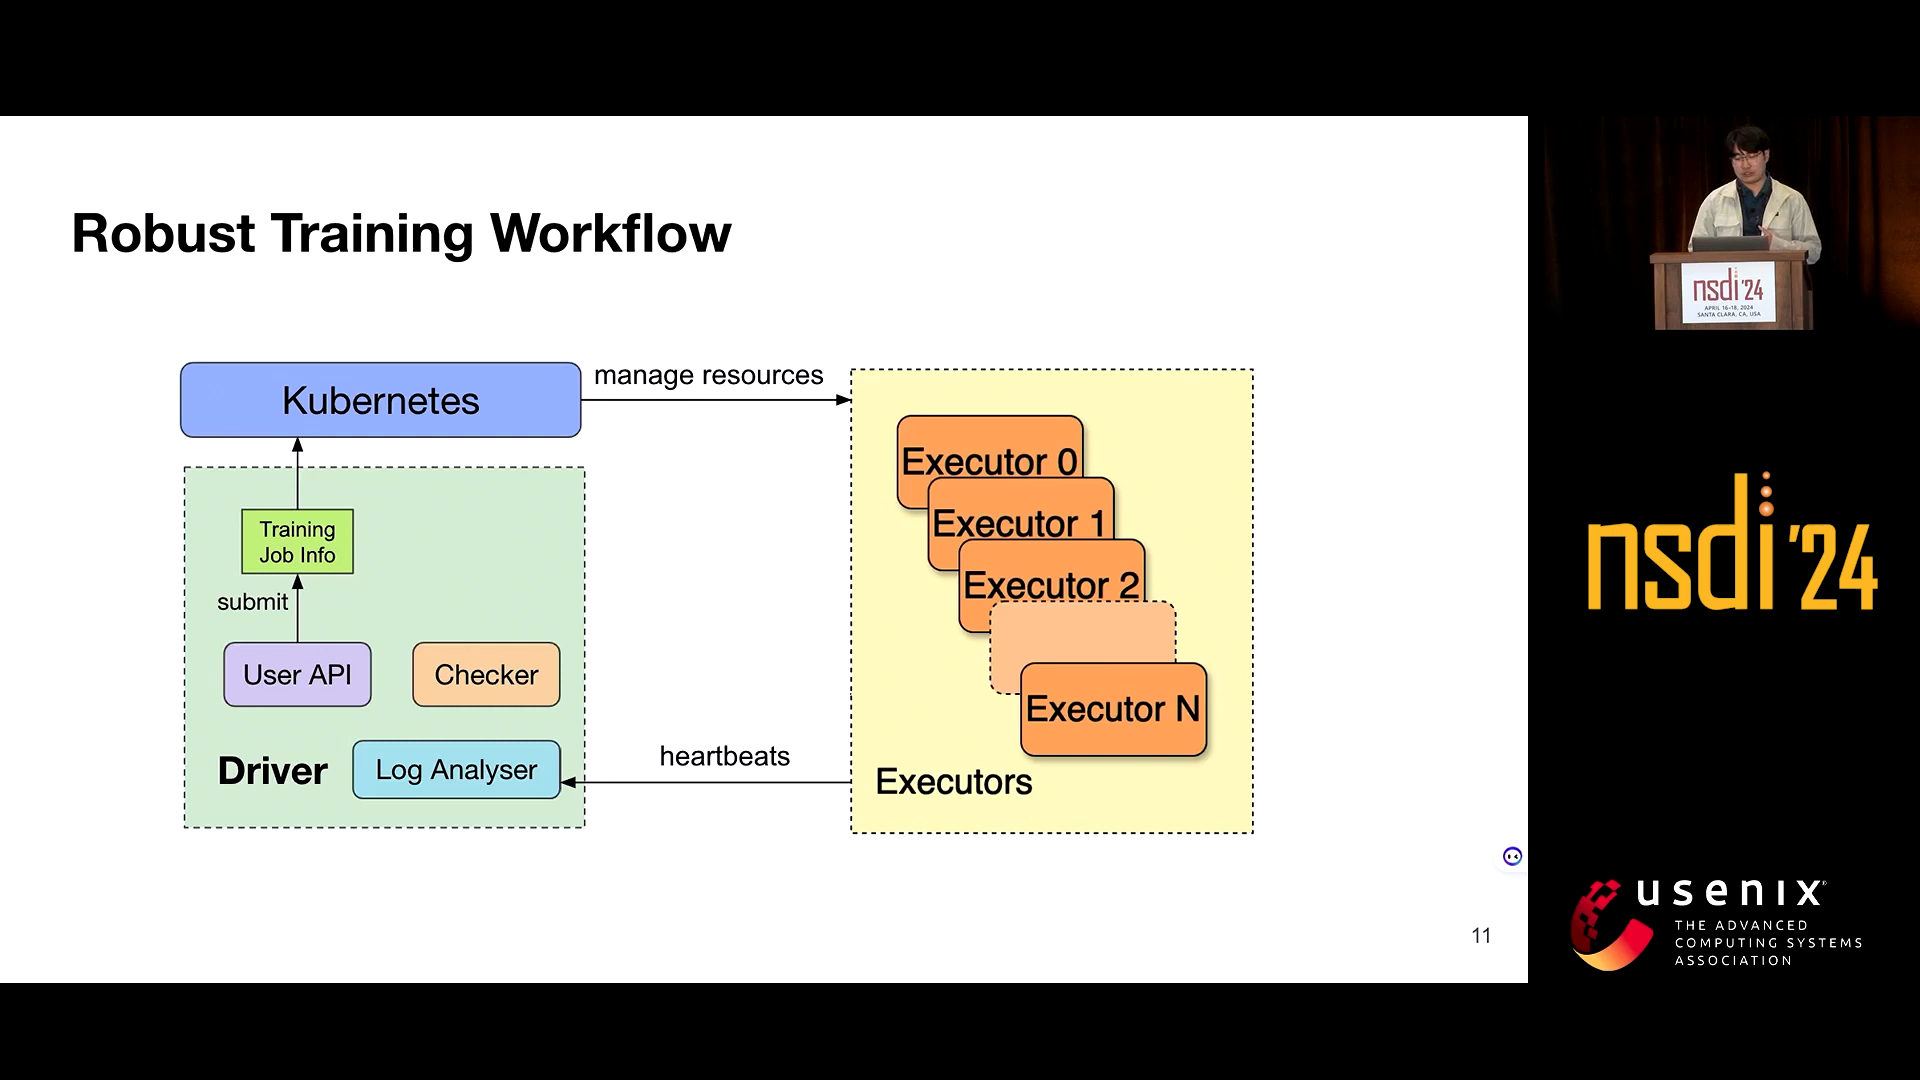 Robust Training Workflow
Kubernetes
manage resources
Training
Job Info
submit
User API
Checker
Driver
Log Analyser
heartbeats
Executor 0
Executor 1
Executor 2
Executor N
Executors
11
nsdi '24
APRIL 16–18, 2024
SANTA CLARA, CA, USA
nsdi '24
usenix®
THE ADVANCED
COMPUTING SYSTEMS
ASSOCIATION